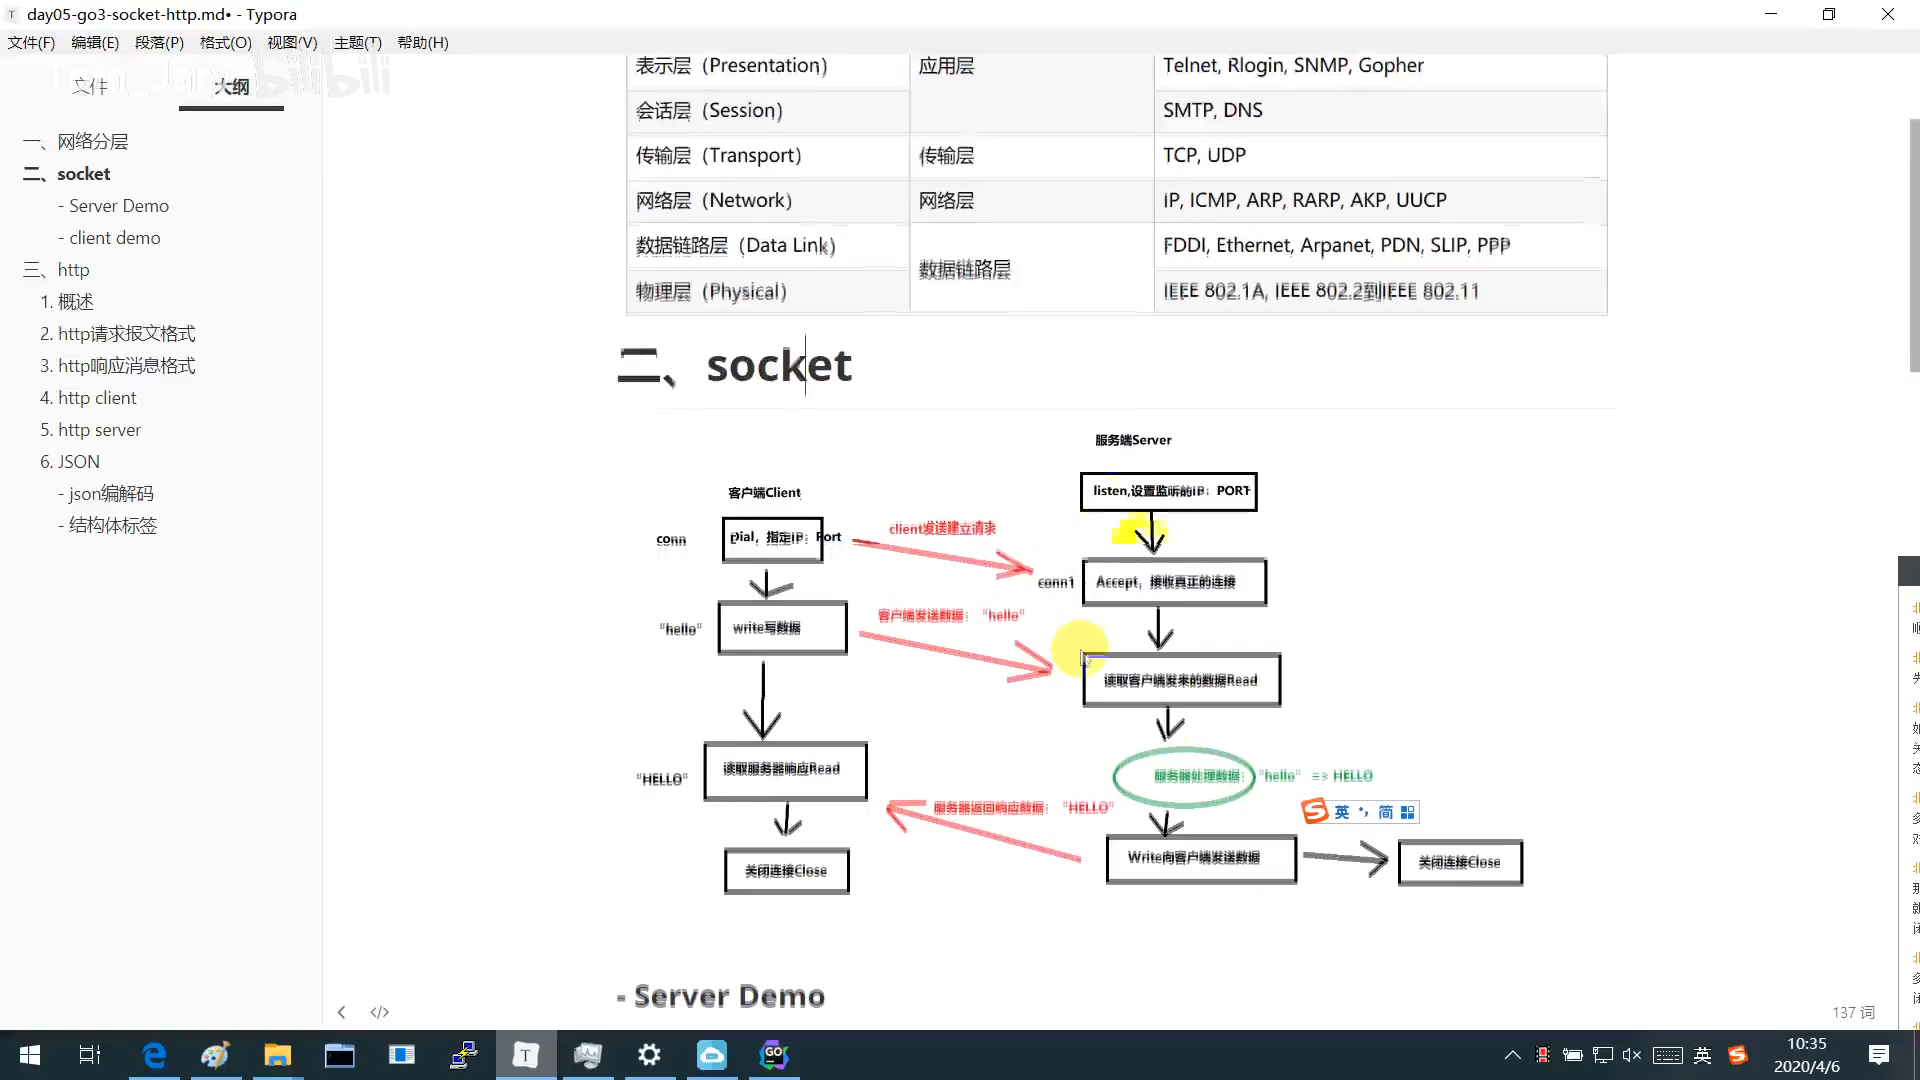 day05-go3-socket-http.md• - Typora
文件(F) 编辑(E) 段落(P) 格式(O) 视图(V) 主题(T) 帮助(H)
bilibili
文件 大纲
一、网络分层
二、socket
- Server Demo
- client demo
三、http
1. 概述
2. http请求报文格式
3. http响应消息格式
4. http client
5. http server
6. JSON
- json编解码
- 结构体标签
表示层（Presentation） 应用层 Telnet, Rlogin, SNMP, Gopher
会话层（Session） SMTP, DNS
传输层（Transport） 传输层 TCP, UDP
网络层（Network） 网络层 IP, ICMP, ARP, RARP, AKP, UUCP
数据链路层（Data Link） 数据链路层 FDDI, Ethernet, Arpanet, PDN, SLIP, PPP
物理层（Physical） IEEE 802.1A, IEEE 802.2到IEEE 802.11
二、socket
服务端Server
listen,设置监听的IP：PORT
客户端Client
conn
Dial，指定IP：Port
client发送建立请求
conn1
Accept，接收真正的连接
"hello"
write写数据
客户端发送数据："hello"
读取客户端发来的数据Read
"HELLO"
读取服务器响应Read
服务器处理数据："hello" => HELLO
服务器返回响应数据："HELLO"
英 简
Write向客户端发送数据
关闭连接Close
关闭连接Close
- Server Demo
137 词
英
10:35
2020/4/6